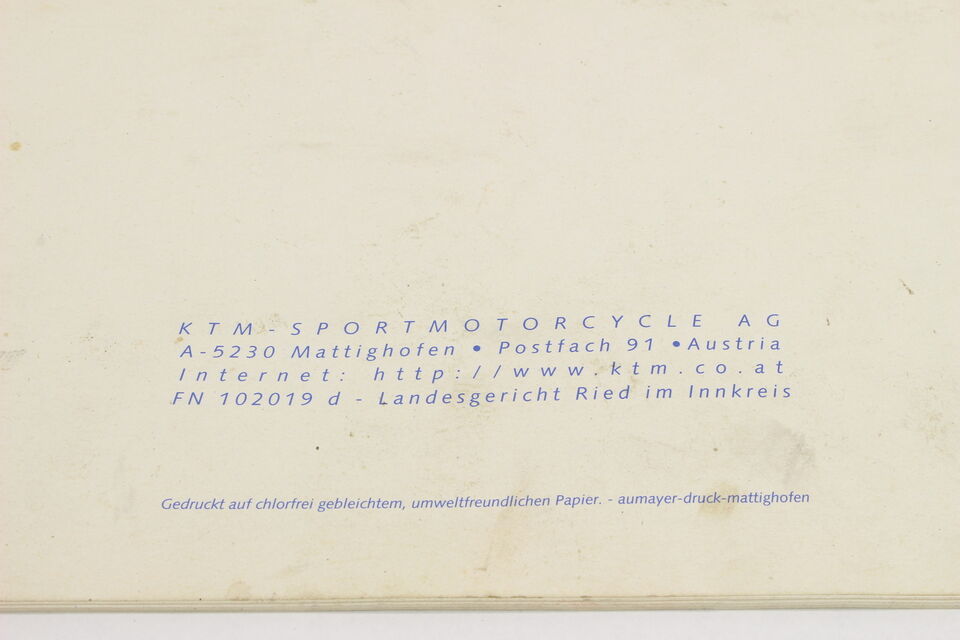 KTM-SPORTMOTORCYCLE AG
A-5230 Mattighofen • Postfach 91 •Austria
Internet: http://www.ktm.co.at
FN 102019 d - Landesgericht Ried im Innkreis
Gedruckt auf chlorfrei gebleichtem, umweltfreundlichen Papier. - aumayer-druck-mattighofen